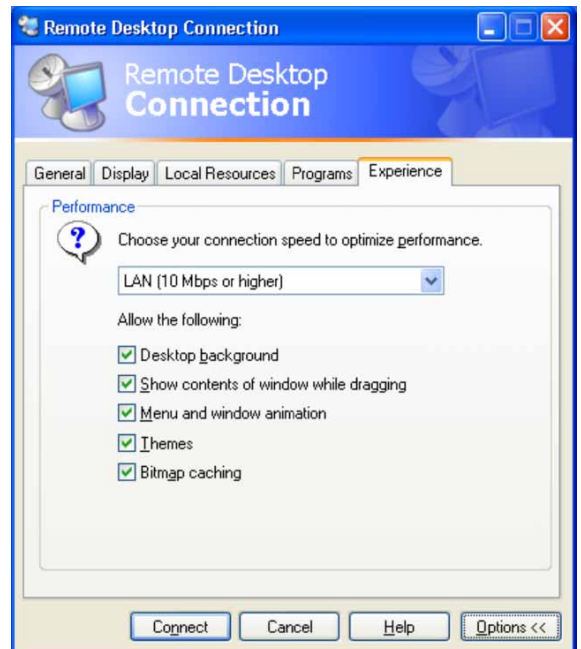 Remote Desktop Connection
Remote Desktop
Connection
General Display Local Resources Programs Experience
Performance
Choose your connection speed to optimize performance.
LAN (10 Mbps or higher)
Allow the following:
Desktop background
Show contents of window while dragging
Menu and window animation
Themes
Bitmap caching
Connect Cancel Help Options <<